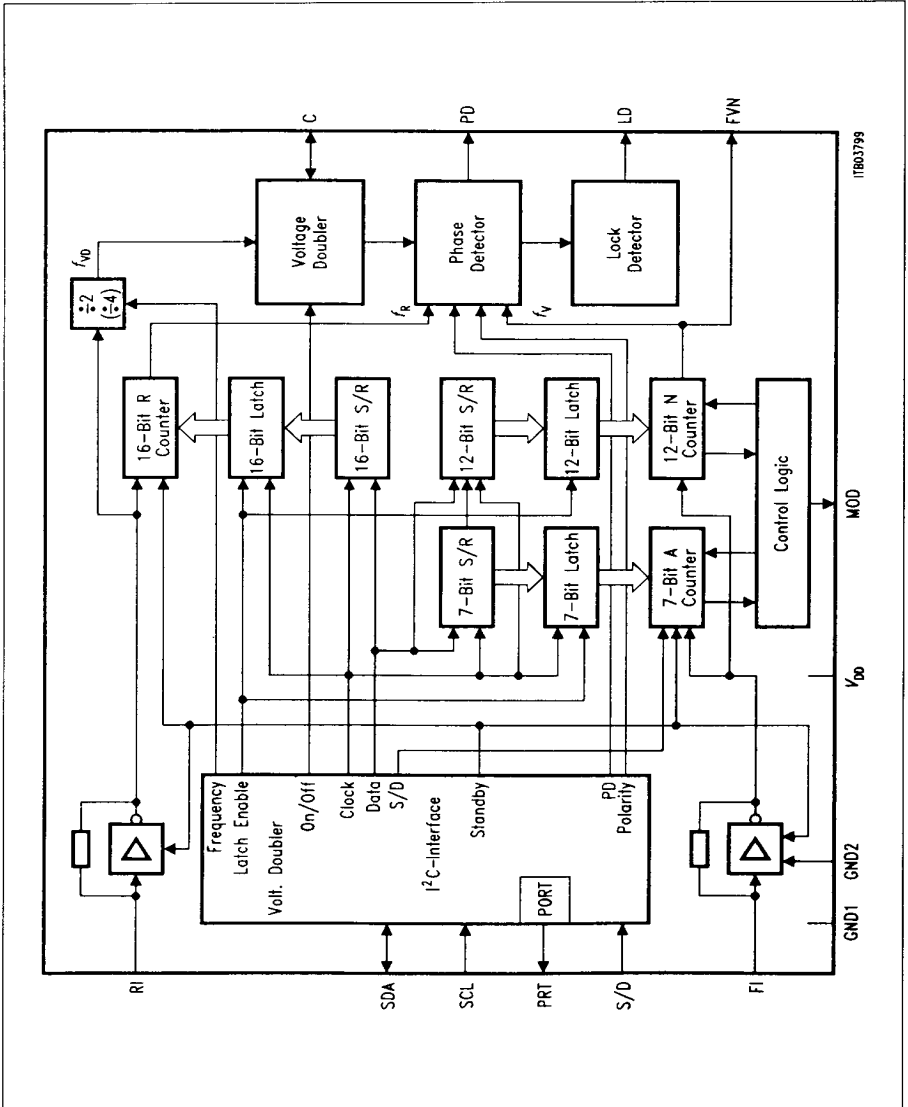 RI
SDA
SCL
PRT
S/D
FI
Frequency
Latch Enable
Volt. Doubler
On/Off
Clock
Data
S/D
I²C-Interface
Standby
PORT
PD
Polarity
÷2
(÷4)
fVD
16-Bit R
Counter
16-Bit Latch
16-Bit S/R
7-Bit S/R
12-Bit S/R
7-Bit Latch
12-Bit Latch
7-Bit A
Counter
12-Bit N
Counter
Control Logic
Voltage
Doubler
fR
Phase
Detector
fV
Lock
Detector
C
PD
LD
FVN
GND1
GND2
VDD
MOD
ITB03799